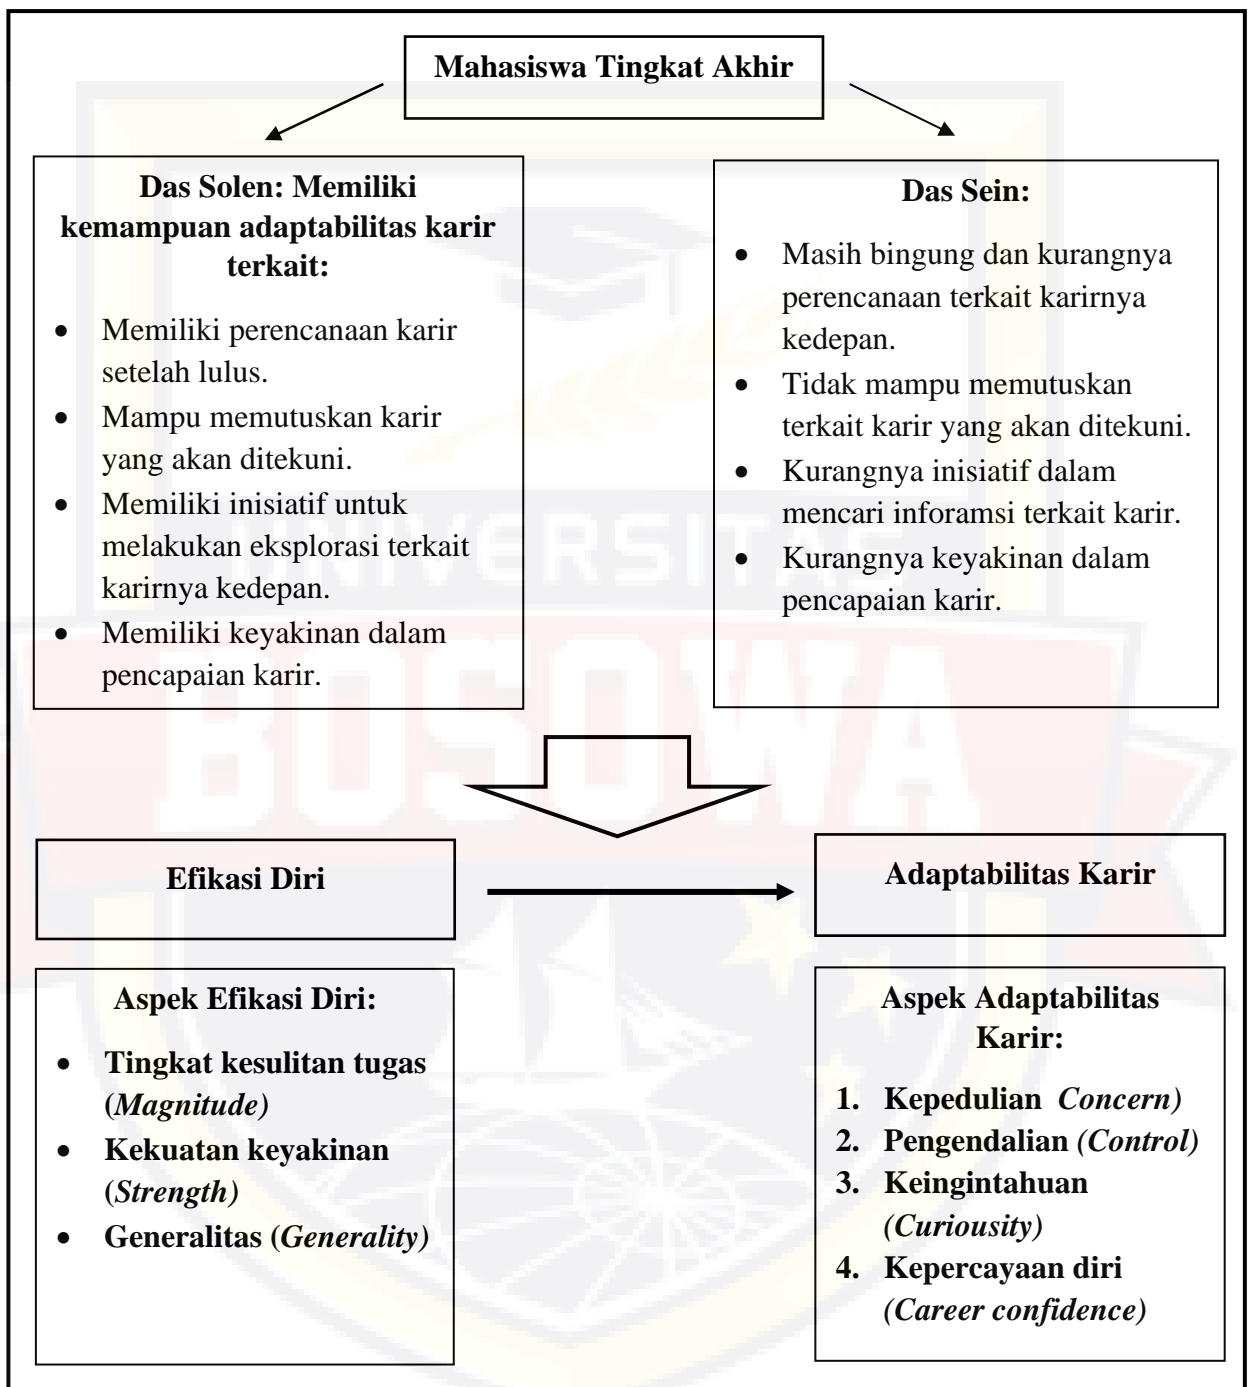 Mahasiswa Tingkat Akhir
Das Solen: Memiliki
kemampuan adaptabilitas karir
terkait:
• Memiliki perencanaan karir
setelah lulus.
• Mampu memutuskan karir
yang akan ditekuni.
• Memiliki inisiatif untuk
melakukan eksplorasi terkait
karirnya kedepan.
• Memiliki keyakinan dalam
pencapaian karir.
Das Sein:
• Masih bingung dan kurangnya
perencanaan terkait karirnya
kedepan.
• Tidak mampu memutuskan
terkait karir yang akan ditekuni.
• Kurangnya inisiatif dalam
mencari inforamsi terkait karir.
• Kurangnya keyakinan dalam
pencapaian karir.
UNIVERSITAS
BOSOWA
Efikasi Diri
Adaptabilitas Karir
Aspek Efikasi Diri:
• Tingkat kesulitan tugas
(Magnitude)
• Kekuatan keyakinan
(Strength)
• Generalitas (Generality)
Aspek Adaptabilitas
Karir:
1. Kepedulian Concern)
2. Pengendalian (Control)
3. Keingintahuan
(Curiousity)
4. Kepercayaan diri
(Career confidence)